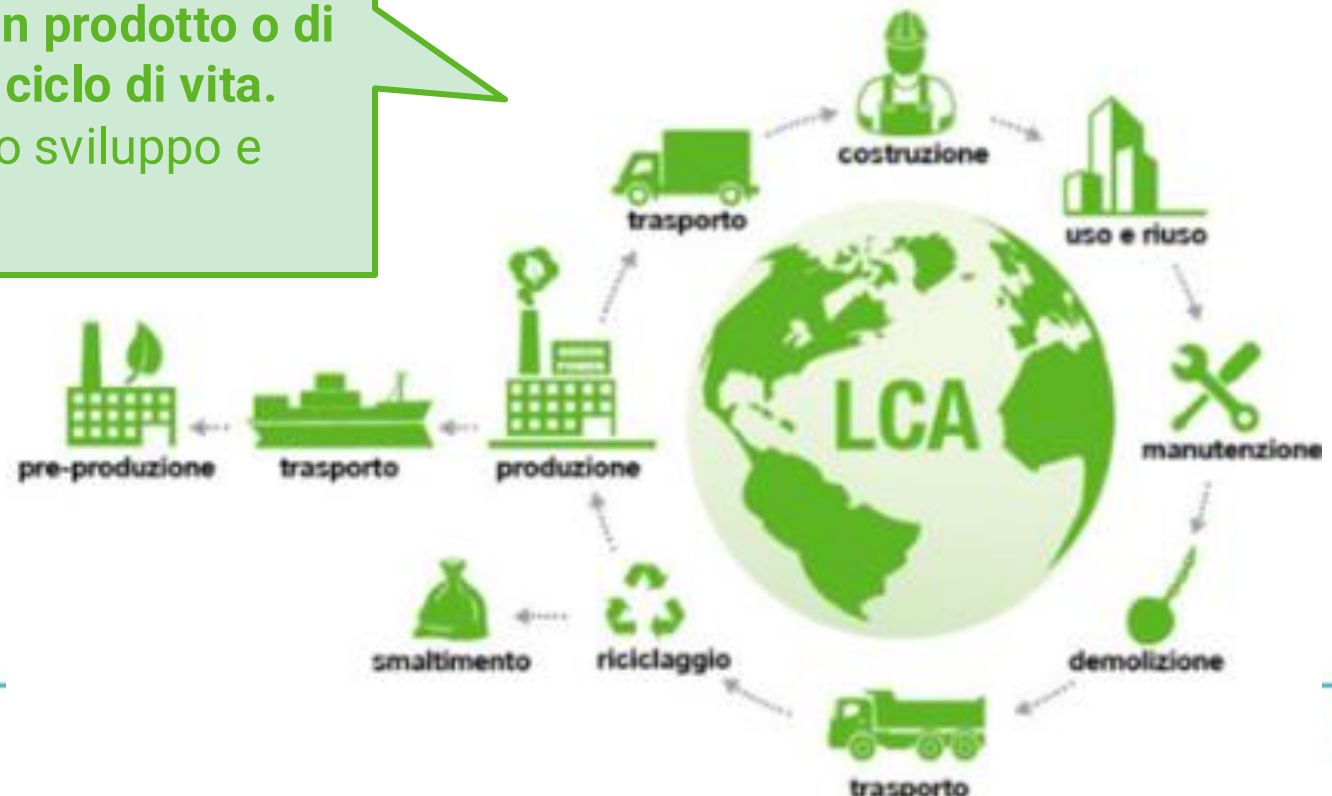 n prodotto o di
ciclo di vita.
o sviluppo e
costruzione
trasporto
uso e riuso
LCA
manutenzione
pre-produzione
trasporto
produzione
smaltimento
riciclaggio
demolizione
trasporto